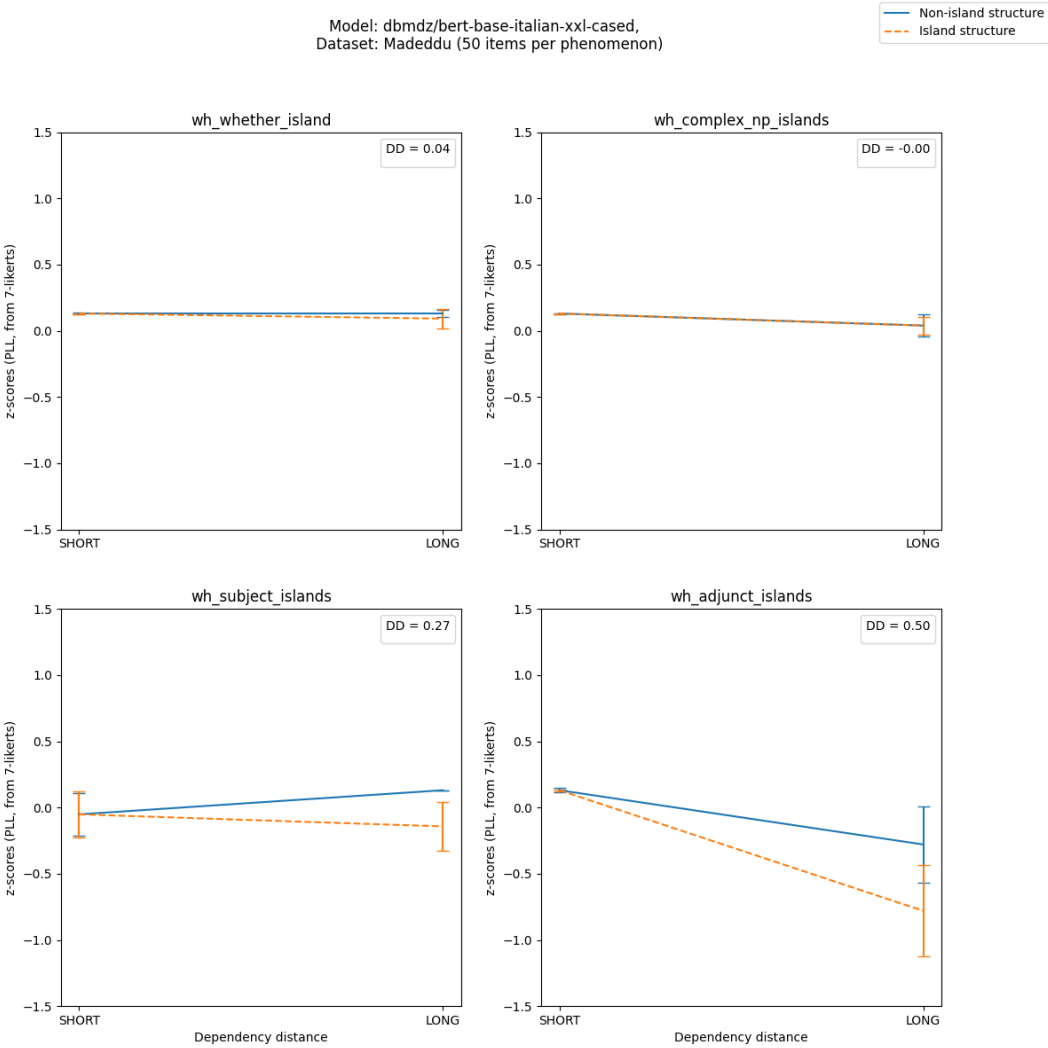 Model: dbmdz/bert-base-italian-xxl-cased,
Dataset: Madeddu (50 items per phenomenon)
Non-island structure
Island structure
wh_whether_island
DD = 0.04
1.5
1.0
0.5
0.0
−0.5
−1.0
−1.5
z-scores (PLL, from 7-likerts)
SHORT
LONG
wh_complex_np_islands
DD = -0.00
1.5
1.0
0.5
0.0
−0.5
−1.0
−1.5
z-scores (PLL, from 7-likerts)
SHORT
LONG
wh_subject_islands
DD = 0.27
1.5
1.0
0.5
0.0
−0.5
−1.0
−1.5
z-scores (PLL, from 7-likerts)
SHORT
LONG
Dependency distance
wh_adjunct_islands
DD = 0.50
1.5
1.0
0.5
0.0
−0.5
−1.0
−1.5
z-scores (PLL, from 7-likerts)
SHORT
LONG
Dependency distance